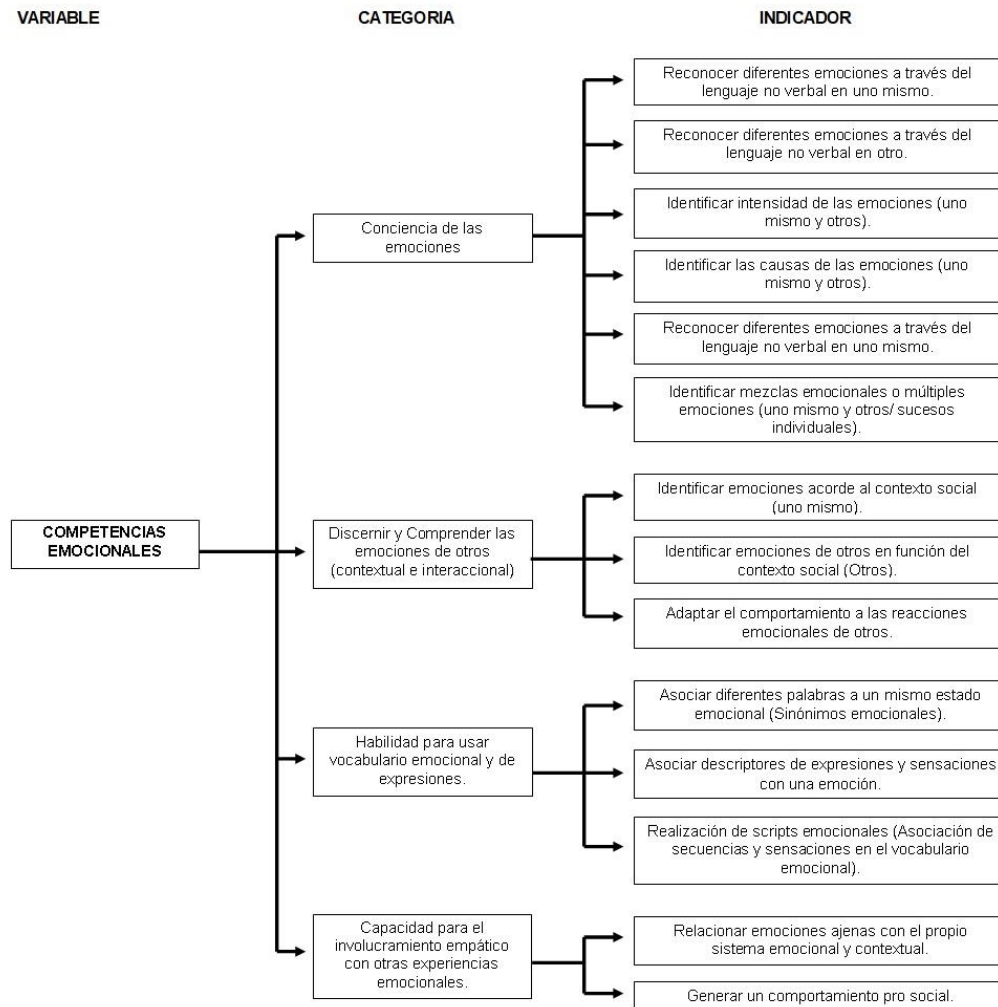 VARIABLE
CATEGORIA
INDICADOR
COMPETENCIAS
EMOCIONALES
Conciencia de las
emociones
Reconocer diferentes emociones a través del
lenguaje no verbal en uno mismo.
Reconocer diferentes emociones a través del
lenguaje no verbal en otro.
Identificar intensidad de las emociones (uno
mismo y otros).
Identificar las causas de las emociones (uno
mismo y otros).
Reconocer diferentes emociones a través del
lenguaje no verbal en uno mismo.
Identificar mezclas emocionales o múltiples
emociones (uno mismo y otros/ sucesos
individuales).
Discernir y Comprender las
emociones de otros
(contextual e interaccional)
Identificar emociones acorde al contexto social
(uno mismo).
Identificar emociones de otros en función del
contexto social (Otros).
Adaptar el comportamiento a las reacciones
emocionales de otros.
Habilidad para usar
vocabulario emocional y de
expresiones.
Asociar diferentes palabras a un mismo estado
emocional (Sinónimos emocionales).
Asociar descriptores de expresiones y sensaciones
con una emoción.
Realización de scripts emocionales (Asociación de
secuencias y sensaciones en el vocabulario
emocional).
Capacidad para el
involucramiento empático
con otras experiencias
emocionales.
Relacionar emociones ajenas con el propio
sistema emocional y contextual.
Generar un comportamiento pro social.